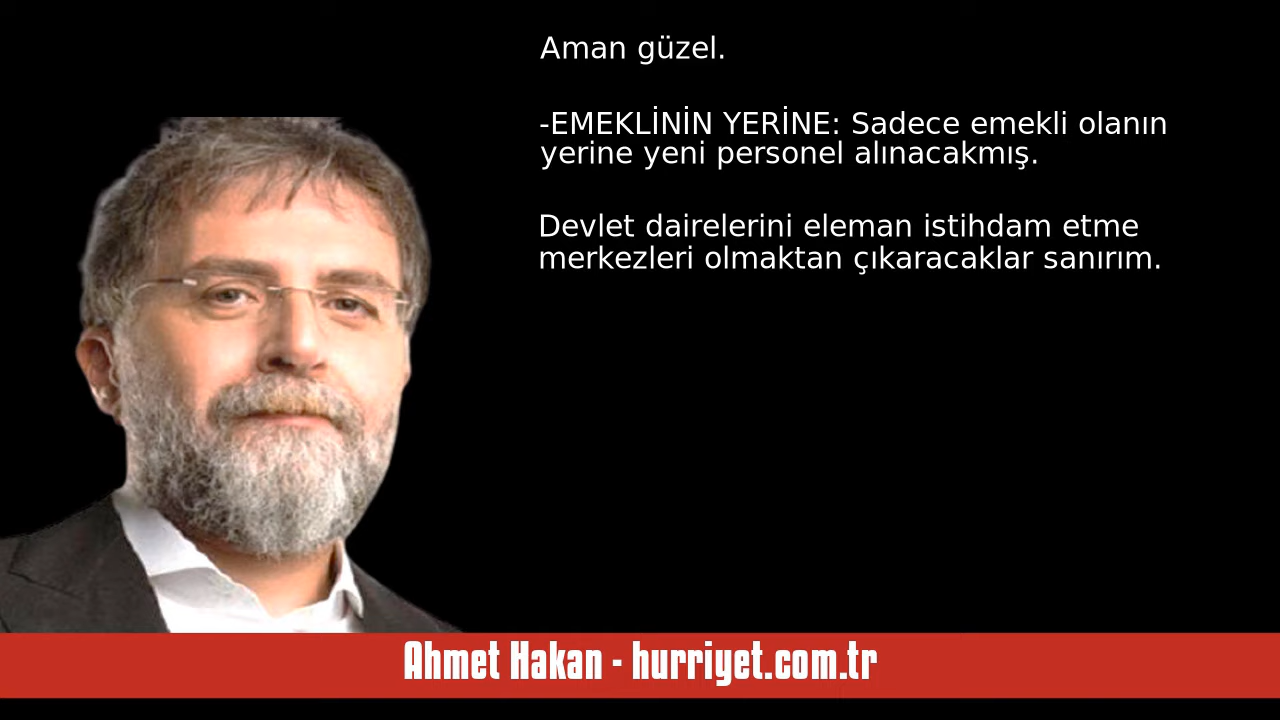 Aman güzel.
-EMEKLİNİN YERİNE: Sadece emekli olanın
yerine yeni personel alınacakmış.
Devlet dairelerini eleman istihdam etme
merkezleri olmaktan çıkaracaklar sanırım.
Ahmet Hakan - hurriyet.com.tr